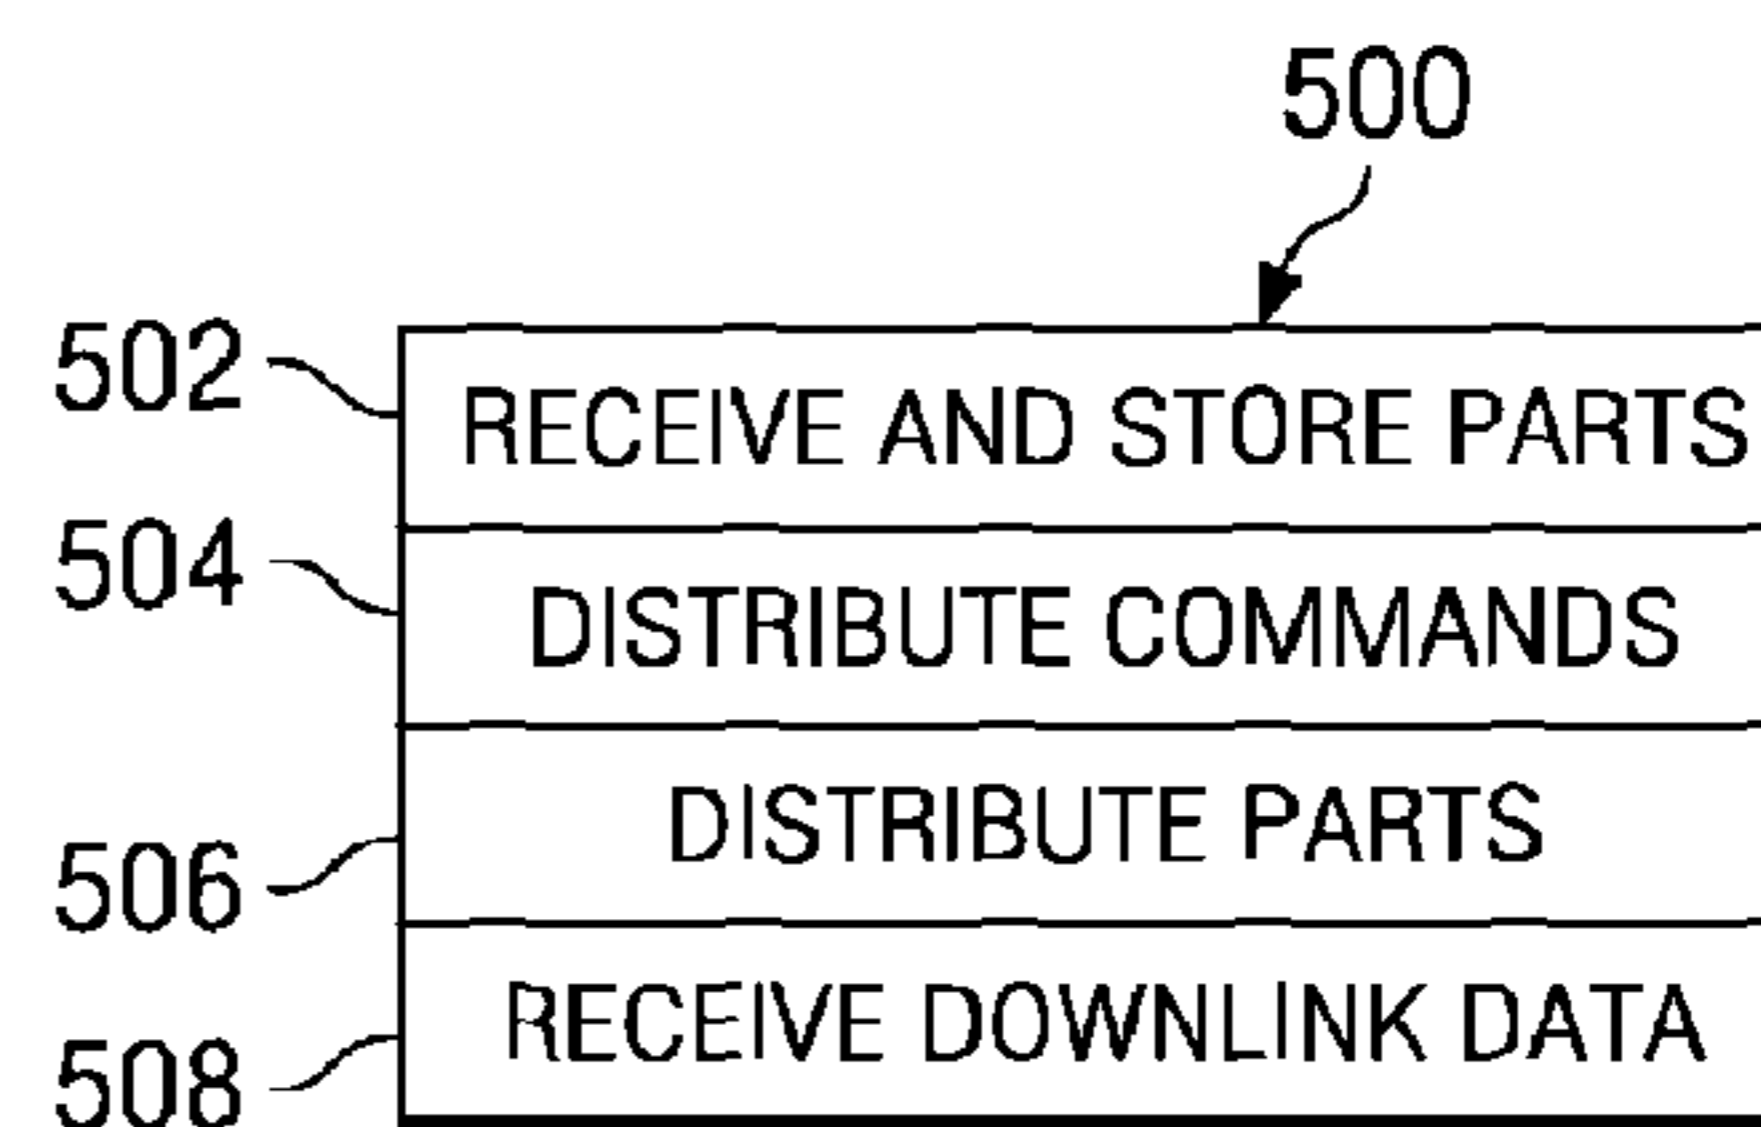 500
502 RECEIVE AND STORE PARTS
504 DISTRIBUTE COMMANDS
506 DISTRIBUTE PARTS
508 RECEIVE DOWNLINK DATA